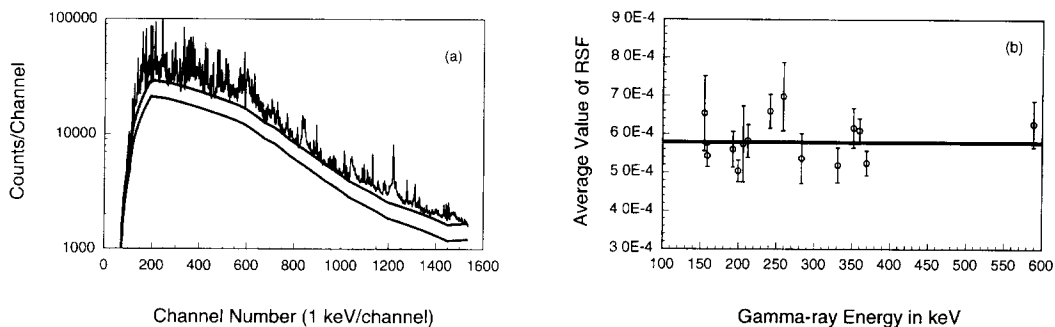 100000
10000
1000
0
200
400
600
800
1000
1200
1400
1600
Counts/Channel
Channel Number (1 keV/channel)
(a)
9 0E-4
8 0E-4
7 0E-4
6 0E-4
5 0E-4
4 0E-4
3 0E-4
100
150
200
250
300
350
400
450
500
550
600
Average Value of RSF
Gamma-ray Energy in keV
(b)